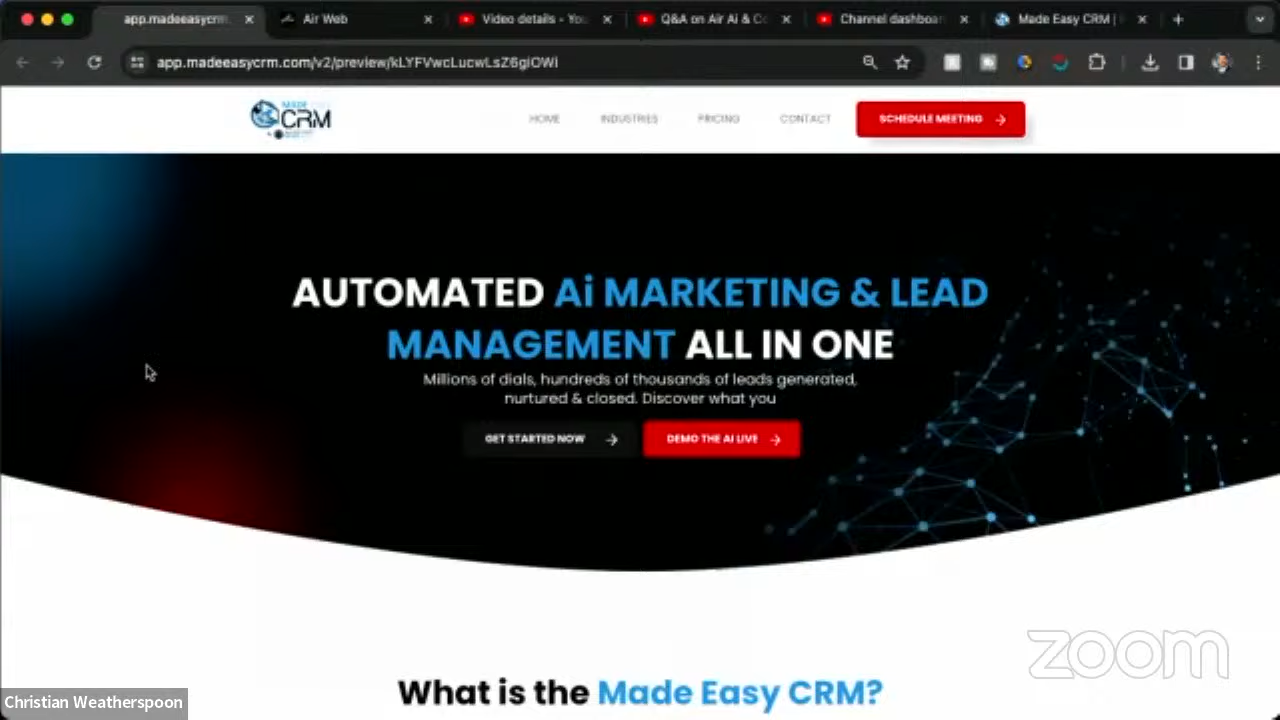 app.madeeasycrm.
Air Web
Video details - You
Q&A on Air Ai & C
Channel dashboar
Made Easy CRM |
app.madeeasycrm.com/v2/preview/kLYFVwcLucwLsZ6giOWi
MADE
CRM
HOME
INDUSTRIES
PRICING
CONTACT
SCHEDULE MEETING
AUTOMATED Ai MARKETING & LEAD
MANAGEMENT ALL IN ONE
Millions of dials, hundreds of thousands of leads generated,
nurtured & closed. Discover what you
GET STARTED NOW
DEMO THE AI LIVE
zoom
What is the Made Easy CRM?
Christian Weatherspoon